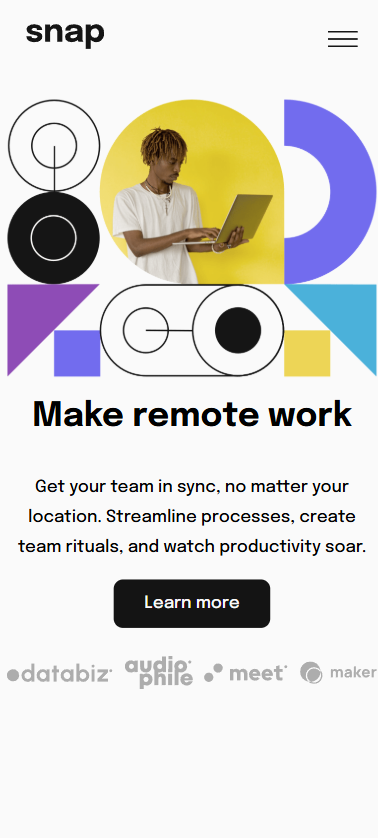 snap
Make remote work
Get your team in sync, no matter your
location. Streamline processes, create
team rituals, and watch productivity soar.
Learn more
databiz audiophile meet maker